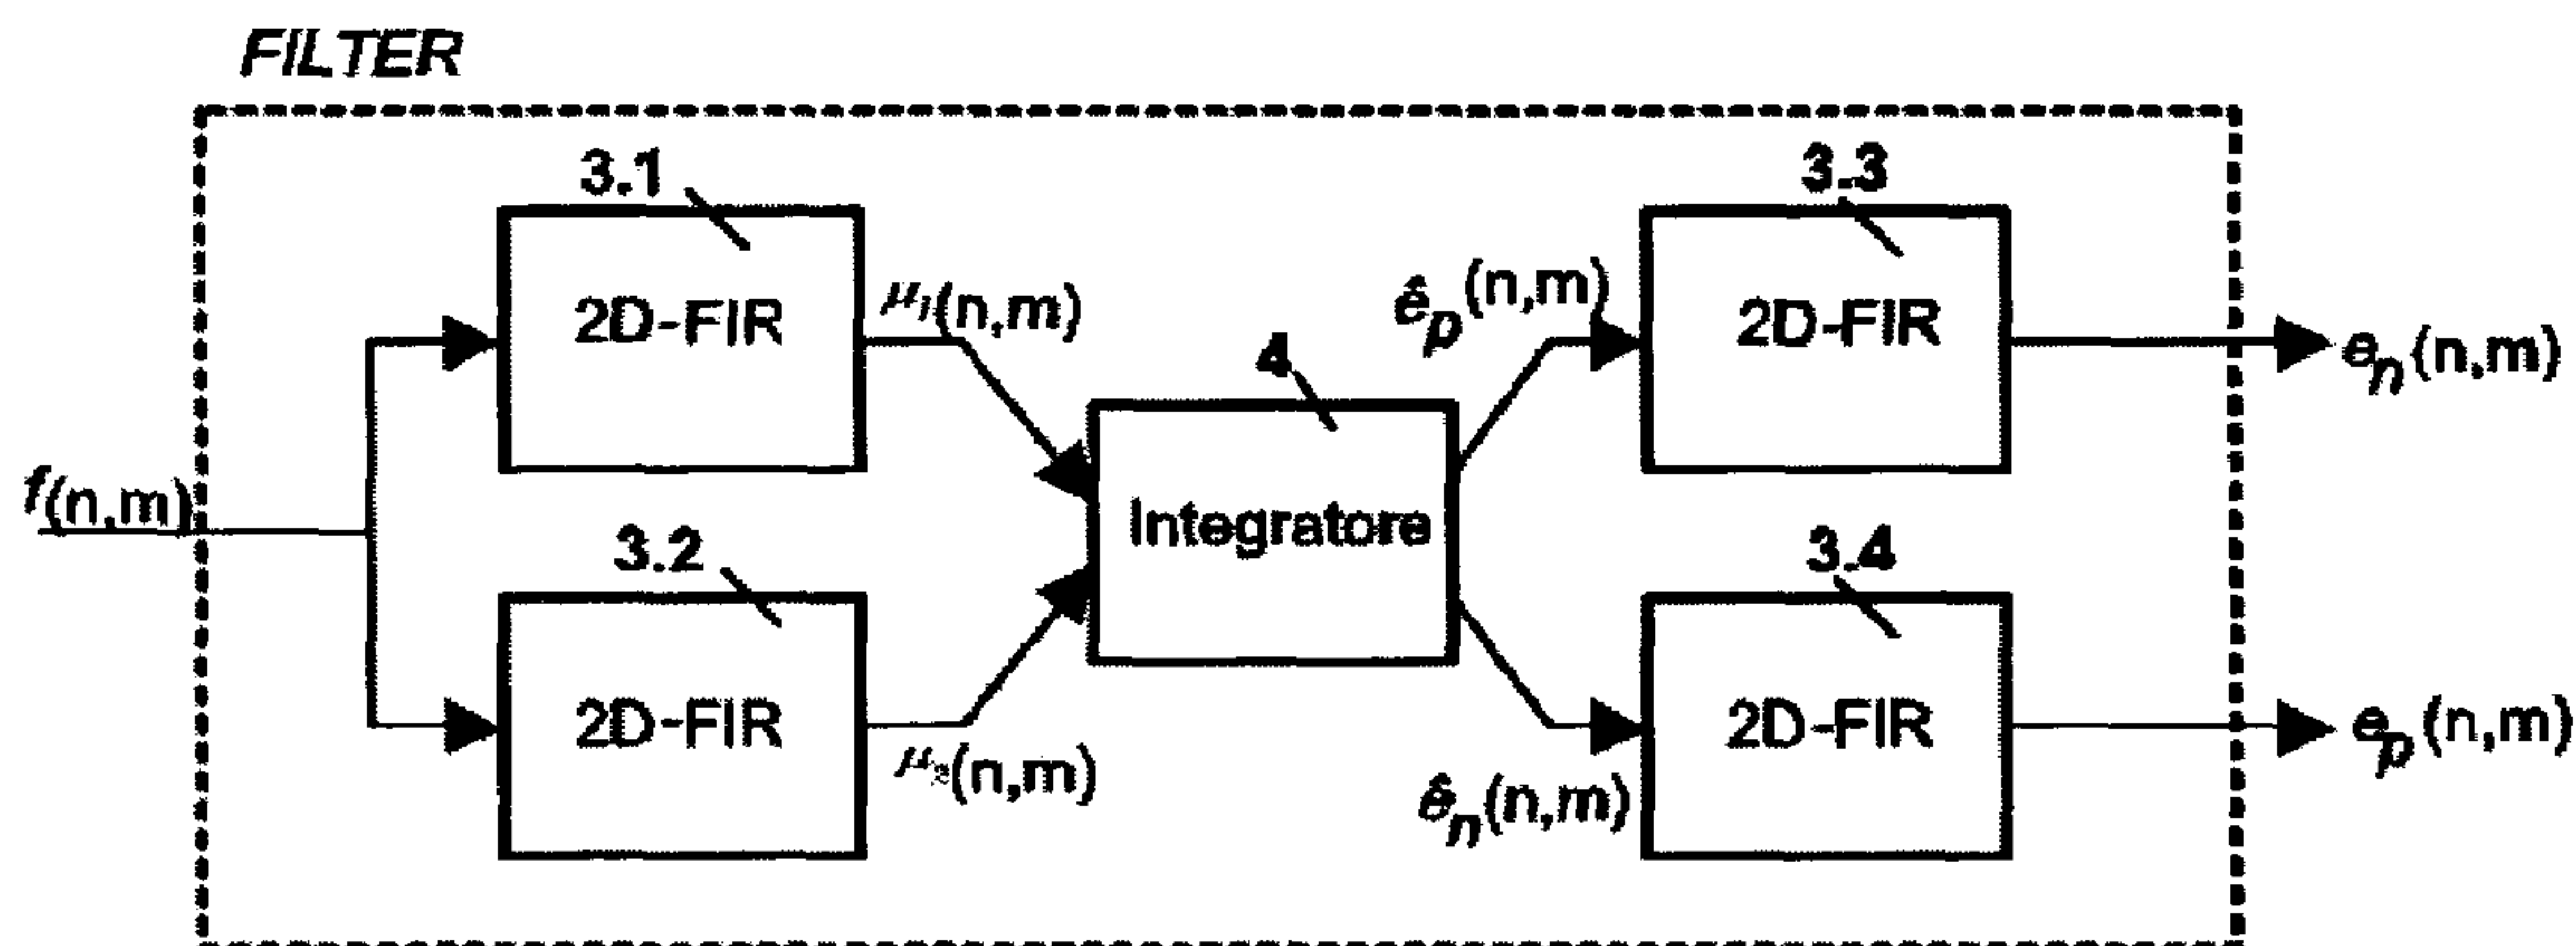 FILTER
3.1
3.3
2D-FIR
μ₁(n,m)
êₚ(n,m)
2D-FIR
eₙ(n,m)
4
f(n,m)
Integratore
3.2
3.4
2D-FIR
μ₂(n,m)
êₙ(n,m)
2D-FIR
eₚ(n,m)